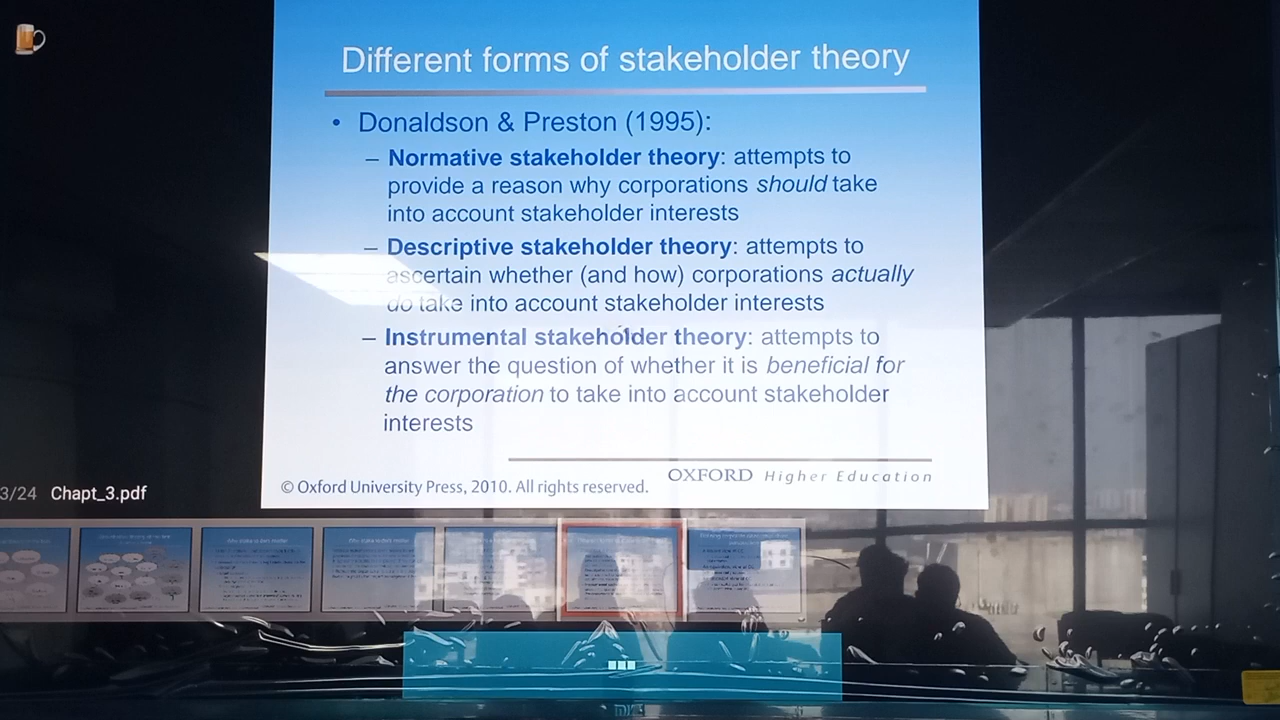 Different forms of stakeholder theory
• Donaldson & Preston (1995):
– Normative stakeholder theory: attempts to
provide a reason why corporations should take
into account stakeholder interests
– Descriptive stakeholder theory: attempts to
ascertain whether (and how) corporations actually
do take into account stakeholder interests
– Instrumental stakeholder theory: attempts to
answer the question of whether it is beneficial for
the corporation to take into account stakeholder
interests
OXFORD Higher Education
© Oxford University Press, 2010. All rights reserved.
3/24 Chapt_3.pdf
mi